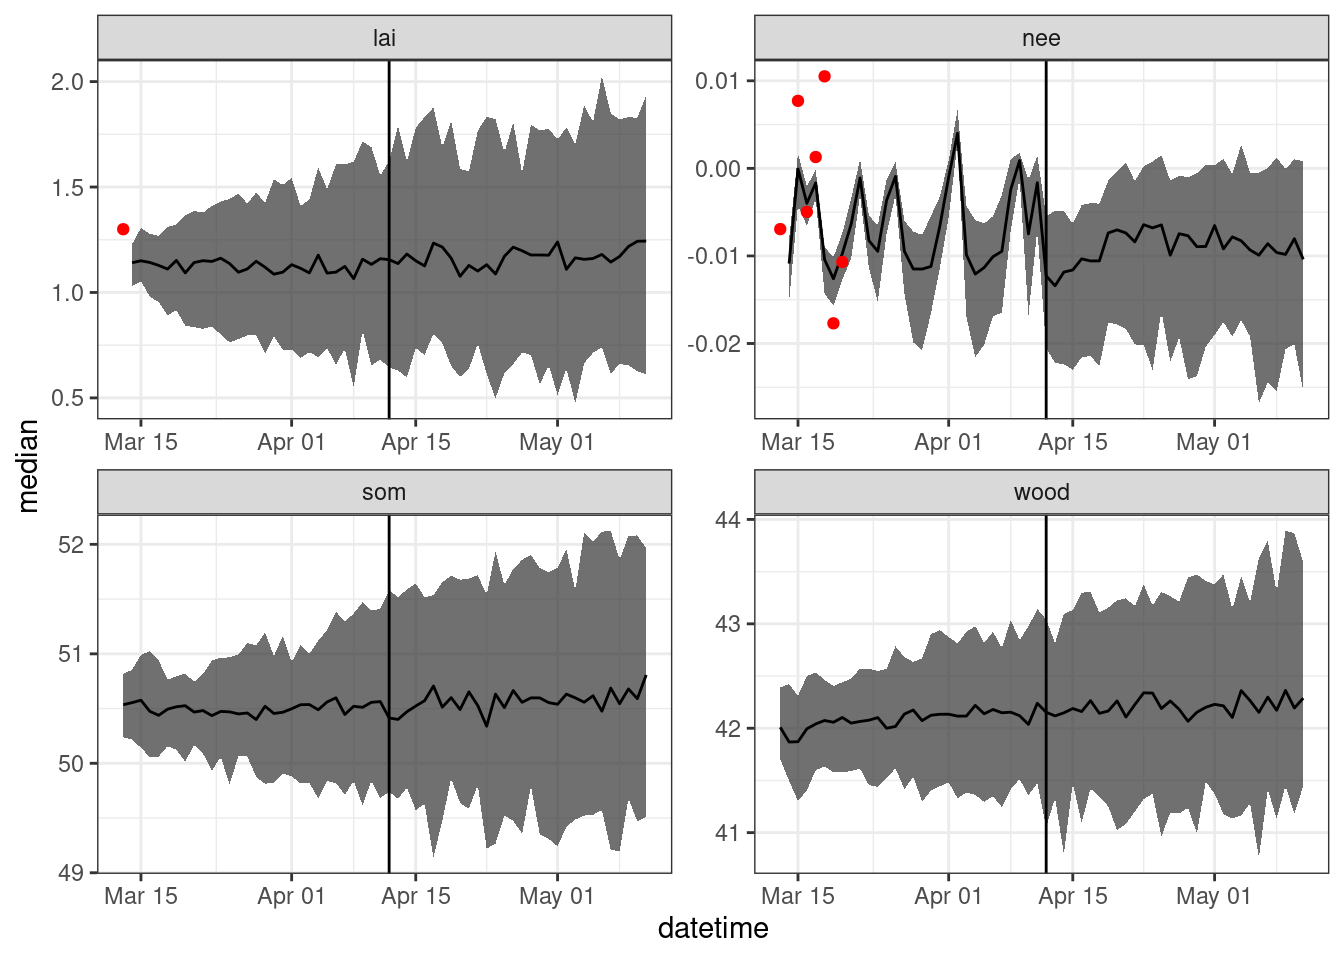 lai
nee
2.0
1.5
1.0
0.5
0.01
0.00
-0.01
-0.02
Mar 15 Apr 01 Apr 15 May 01
Mar 15 Apr 01 Apr 15 May 01
median
som
wood
52
51
50
49
44
43
42
41
Mar 15 Apr 01 Apr 15 May 01
Mar 15 Apr 01 Apr 15 May 01
datetime